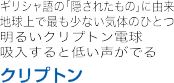 ギリシャ語の「隠されたもの」に由来
地球上で最も少ない気体のひとつ
明るいクリプトン電球
吸入すると低い声がでる
クリプトン